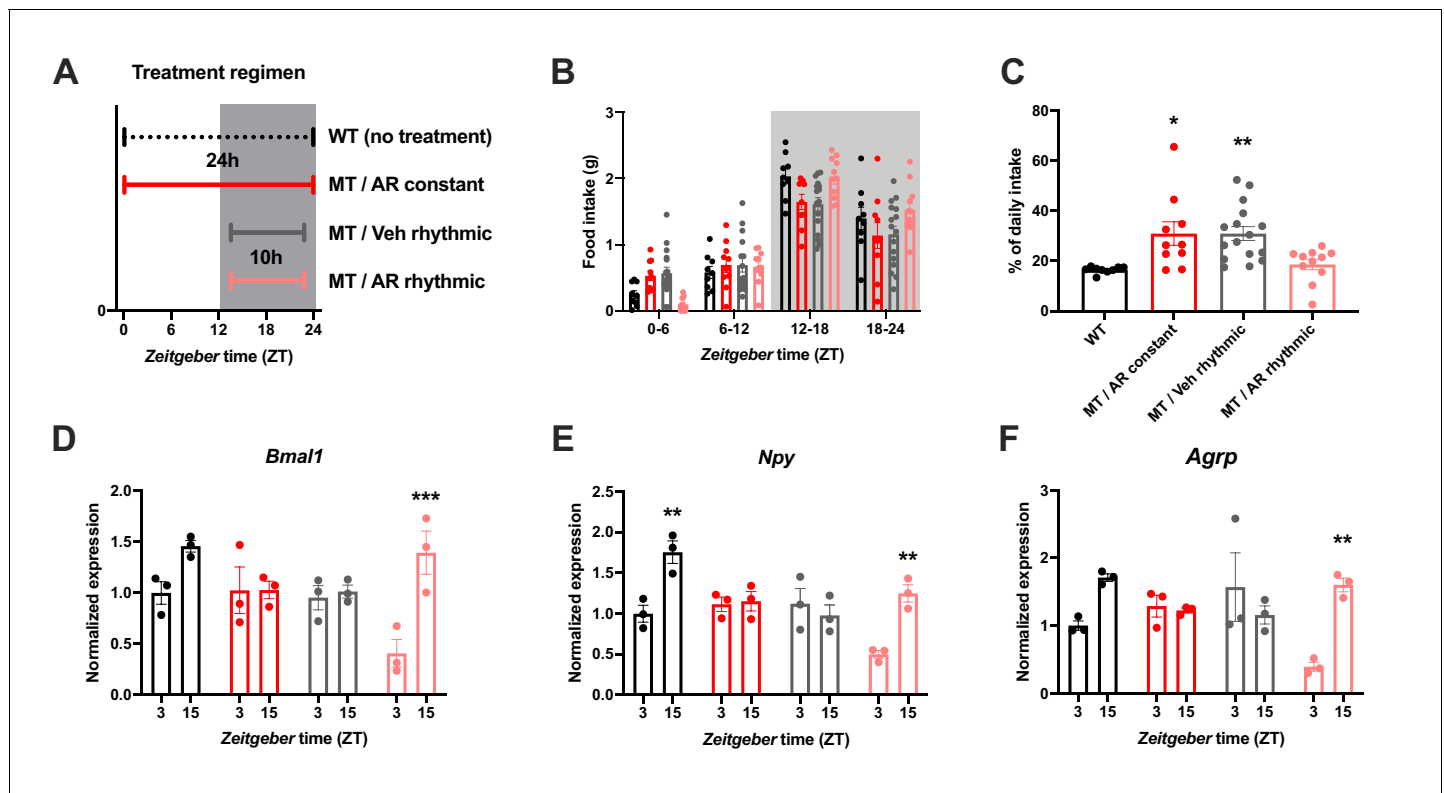 A
Treatment regimen
WT (no treatment)
24h
MT / AR constant
MT / Veh rhythmic
10h
MT / AR rhythmic
0
0 6 12 18 24
Zeitgeber time (ZT)
B
Food intake (g)
3
2
1
0
0-6 6-12 12-18 18-24
Zeitgeber time (ZT)
C
% of daily intake
80
60
40
20
0
* **
WT
MT / AR constant
MT / Veh rhythmic
MT / AR rhythmic
D
Bmal1
Normalized expression
2.0
1.5
1.0
0.5
0.0
***
3 15 3 15 3 15 3 15
Zeitgeber time (ZT)
E
Npy
Normalized expression
2.5
2.0
1.5
1.0
0.5
0.0
** **
3 15 3 15 3 15 3 15
Zeitgeber time (ZT)
F
Agrp
Normalized expression
3
2
1
0
**
3 15 3 15 3 15 3 15
Zeitgeber time (ZT)